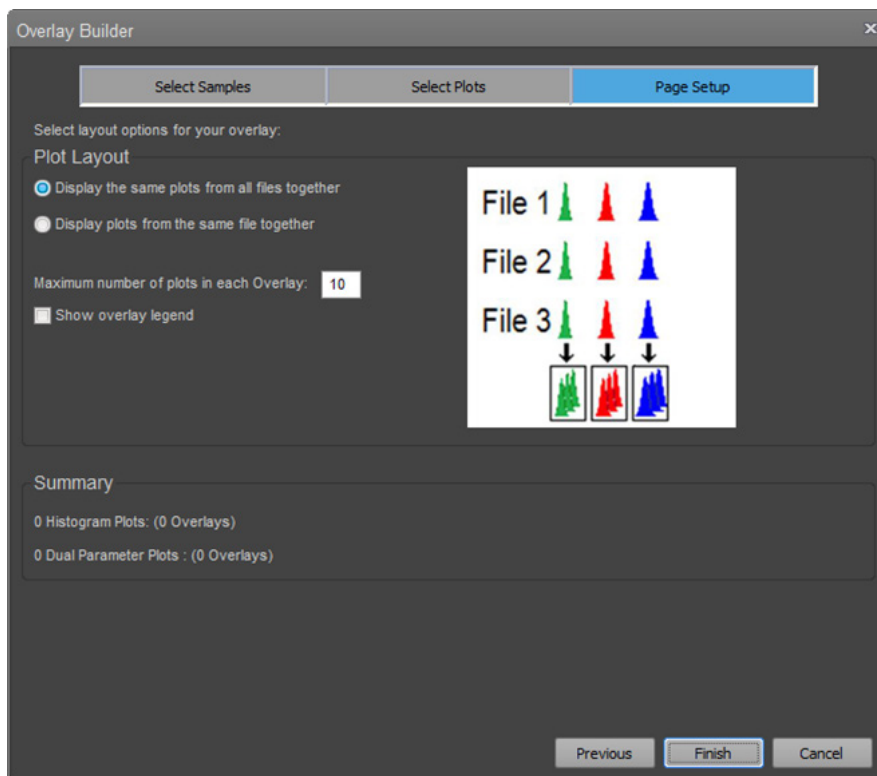 Overlay Builder
Select Samples
Select Plots
Page Setup
Select layout options for your overlay:
Plot Layout
Display the same plots from all files together
Display plots from the same file together
Maximum number of plots in each Overlay: 10
Show overlay legend
File 1
File 2
File 3
Summary
0 Histogram Plots: (0 Overlays)
0 Dual Parameter Plots : (0 Overlays)
Previous
Finish
Cancel